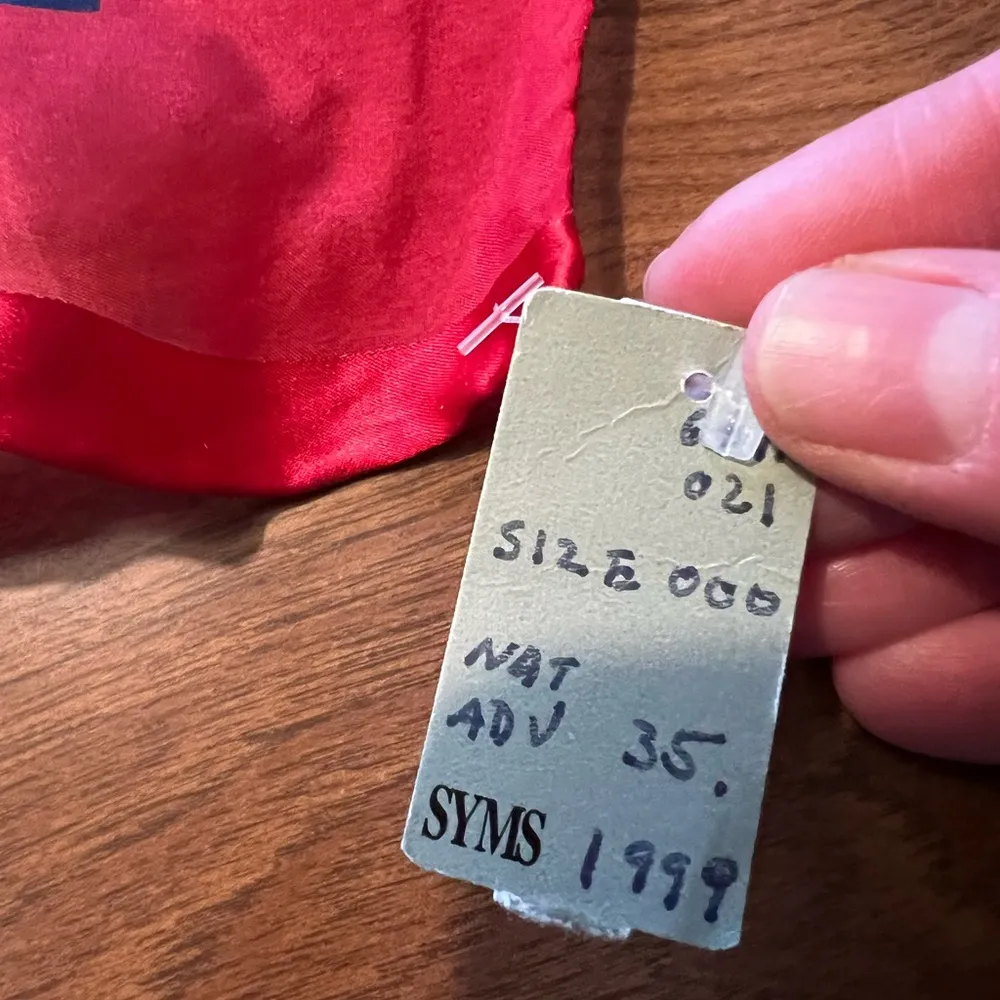 021
SIZE 000
NAT
ADV 35.
SYMS 1999